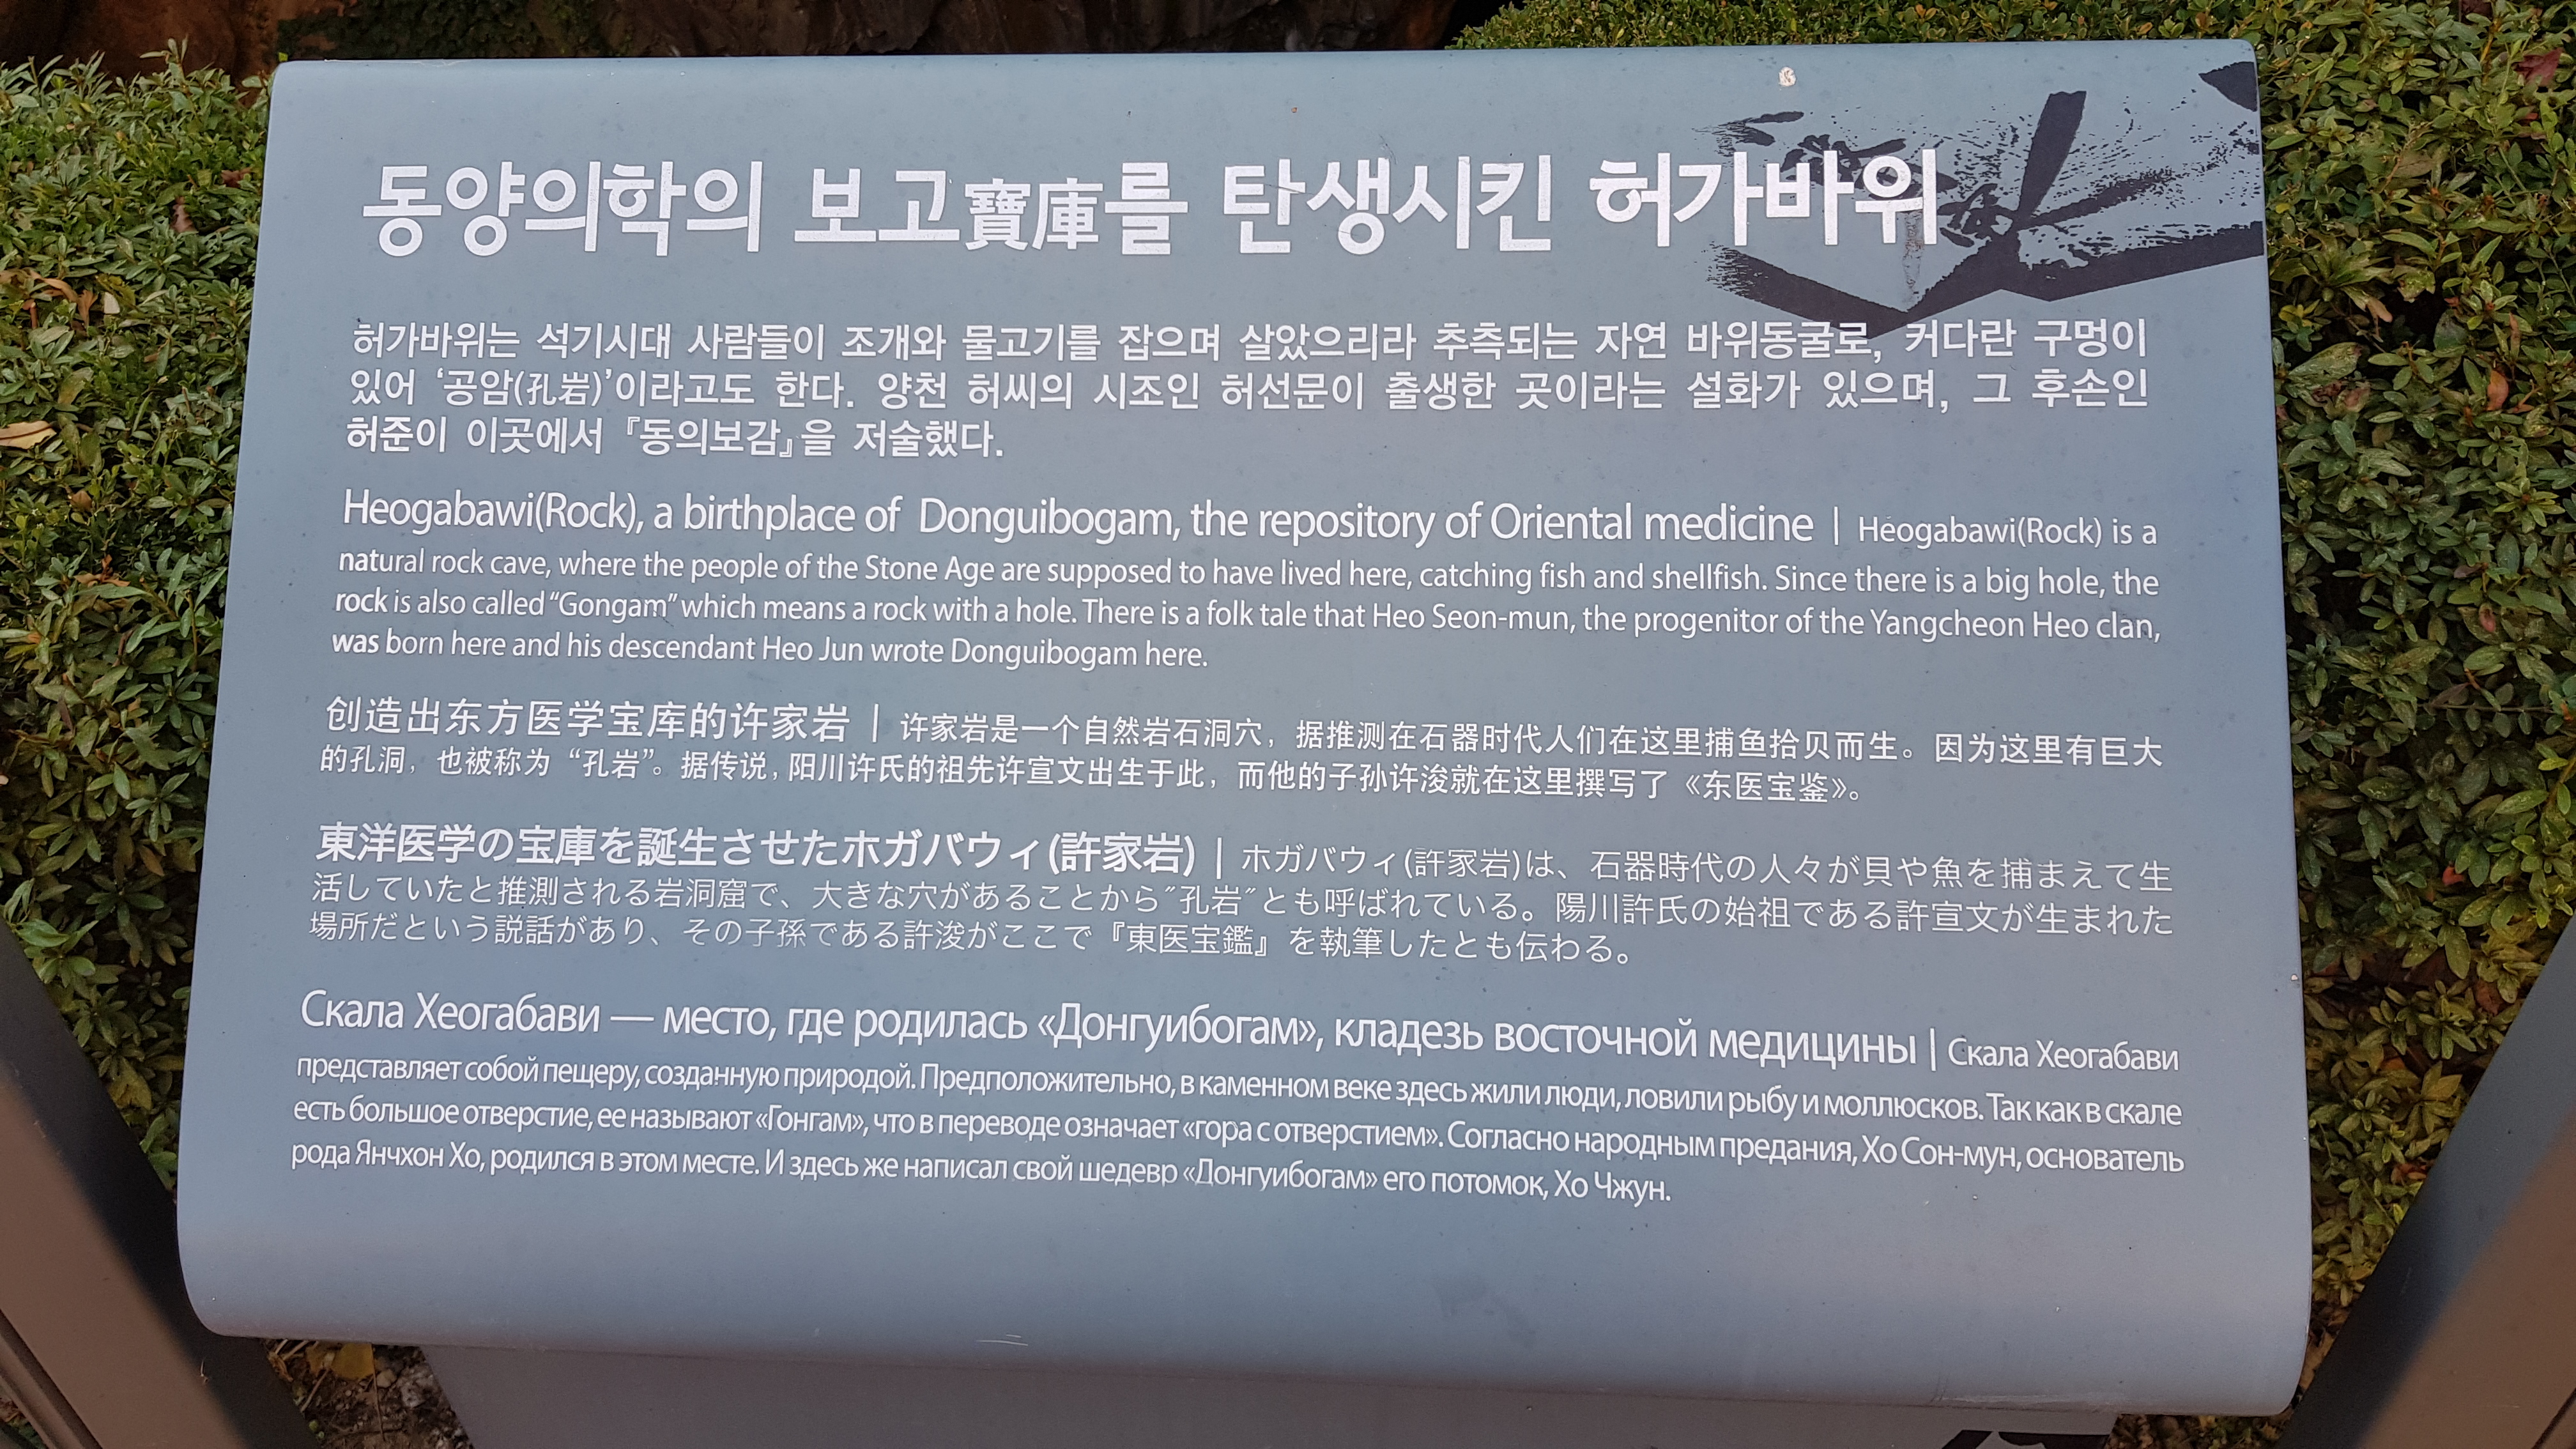 동양의학의 보고寶庫를 탄생시킨 허가바위
허가바위는 석기시대 사람들이 조개와 물고기를 잡으며 살았으리라 추측되는 자연 바위동굴로, 커다란 구멍이
있어 ‘공암(孔岩)’이라고도 한다. 양천 허씨의 시조인 허선문이 출생한 곳이라는 설화가 있으며, 그 후손인
허준이 이곳에서 『동의보감』을 저술했다.
Heogabawi(Rock), a birthplace of Donguibogam, the repository of Oriental medicine | Heogabawi(Rock) is a
natural rock cave, where the people of the Stone Age are supposed to have lived here, catching fish and shellfish. Since there is a big hole, the
rock is also called “Gongam” which means a rock with a hole. There is a folk tale that Heo Seon-mun, the progenitor of the Yangcheon Heo clan,
was born here and his descendant Heo Jun wrote Donguibogam here.
创造出东方医学宝库的许家岩 | 许家岩是一个自然岩石洞穴，据推测在石器时代人们在这里捕鱼拾贝而生。因为这里有巨大
的孔洞，也被称为“孔岩”。据传说，阳川许氏的祖先许宣文出生于此，而他的子孙许浚就在这里撰写了《东医宝鉴》。
東洋医学の宝庫を誕生させたホガバウィ(許家岩) | ホガバウィ(許家岩)は、石器時代の人々が貝や魚を捕まえて生
活していたと推測される岩洞窟で、大きな穴があることから″孔岩″とも呼ばれている。陽川許氏の始祖である許宣文が生まれた
場所だという説話があり、その子孫である許浚がここで『東医宝鑑』を執筆したとも伝わる。
Скала Хеогабави — место, где родилась «Донгуибогам», кладезь восточной медицины | Скала Хеогабави
представляет собой пещеру, созданную природой. Предположительно, в каменном веке здесь жили люди, ловили рыбу и моллюсков. Так как в скале
есть большое отверстие, ее называют «Гонгам», что в переводе означает «гора с отверстием». Согласно народным предания, Хо Сон-мун, основатель
рода Янчхон Хо, родился в этом месте. И здесь же написал свой шедевр «Донгуибогам» его потомок, Хо Чжун.